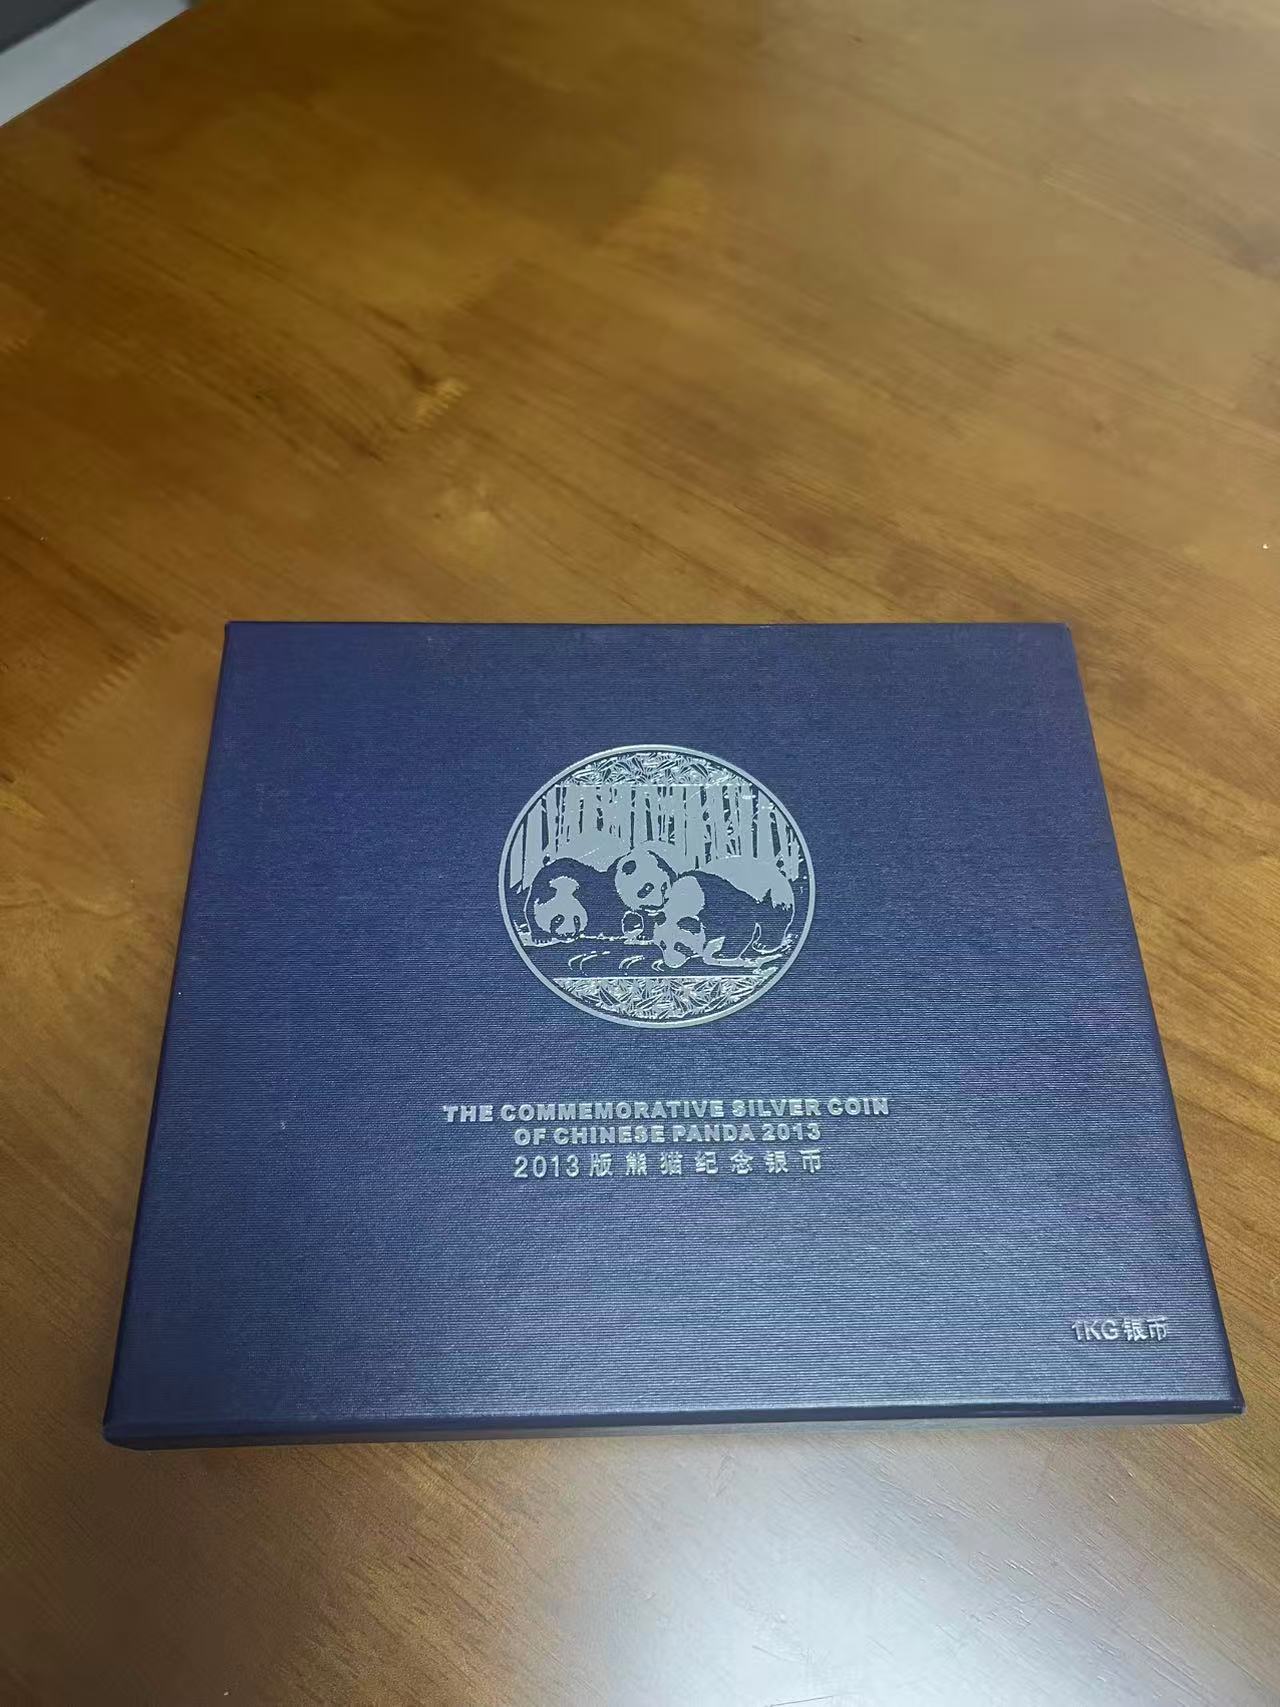 THE COMMEMORATIVE SILVER COIN
OF CHINESE PANDA 2013
2013版熊猫纪念银币
1KG银币